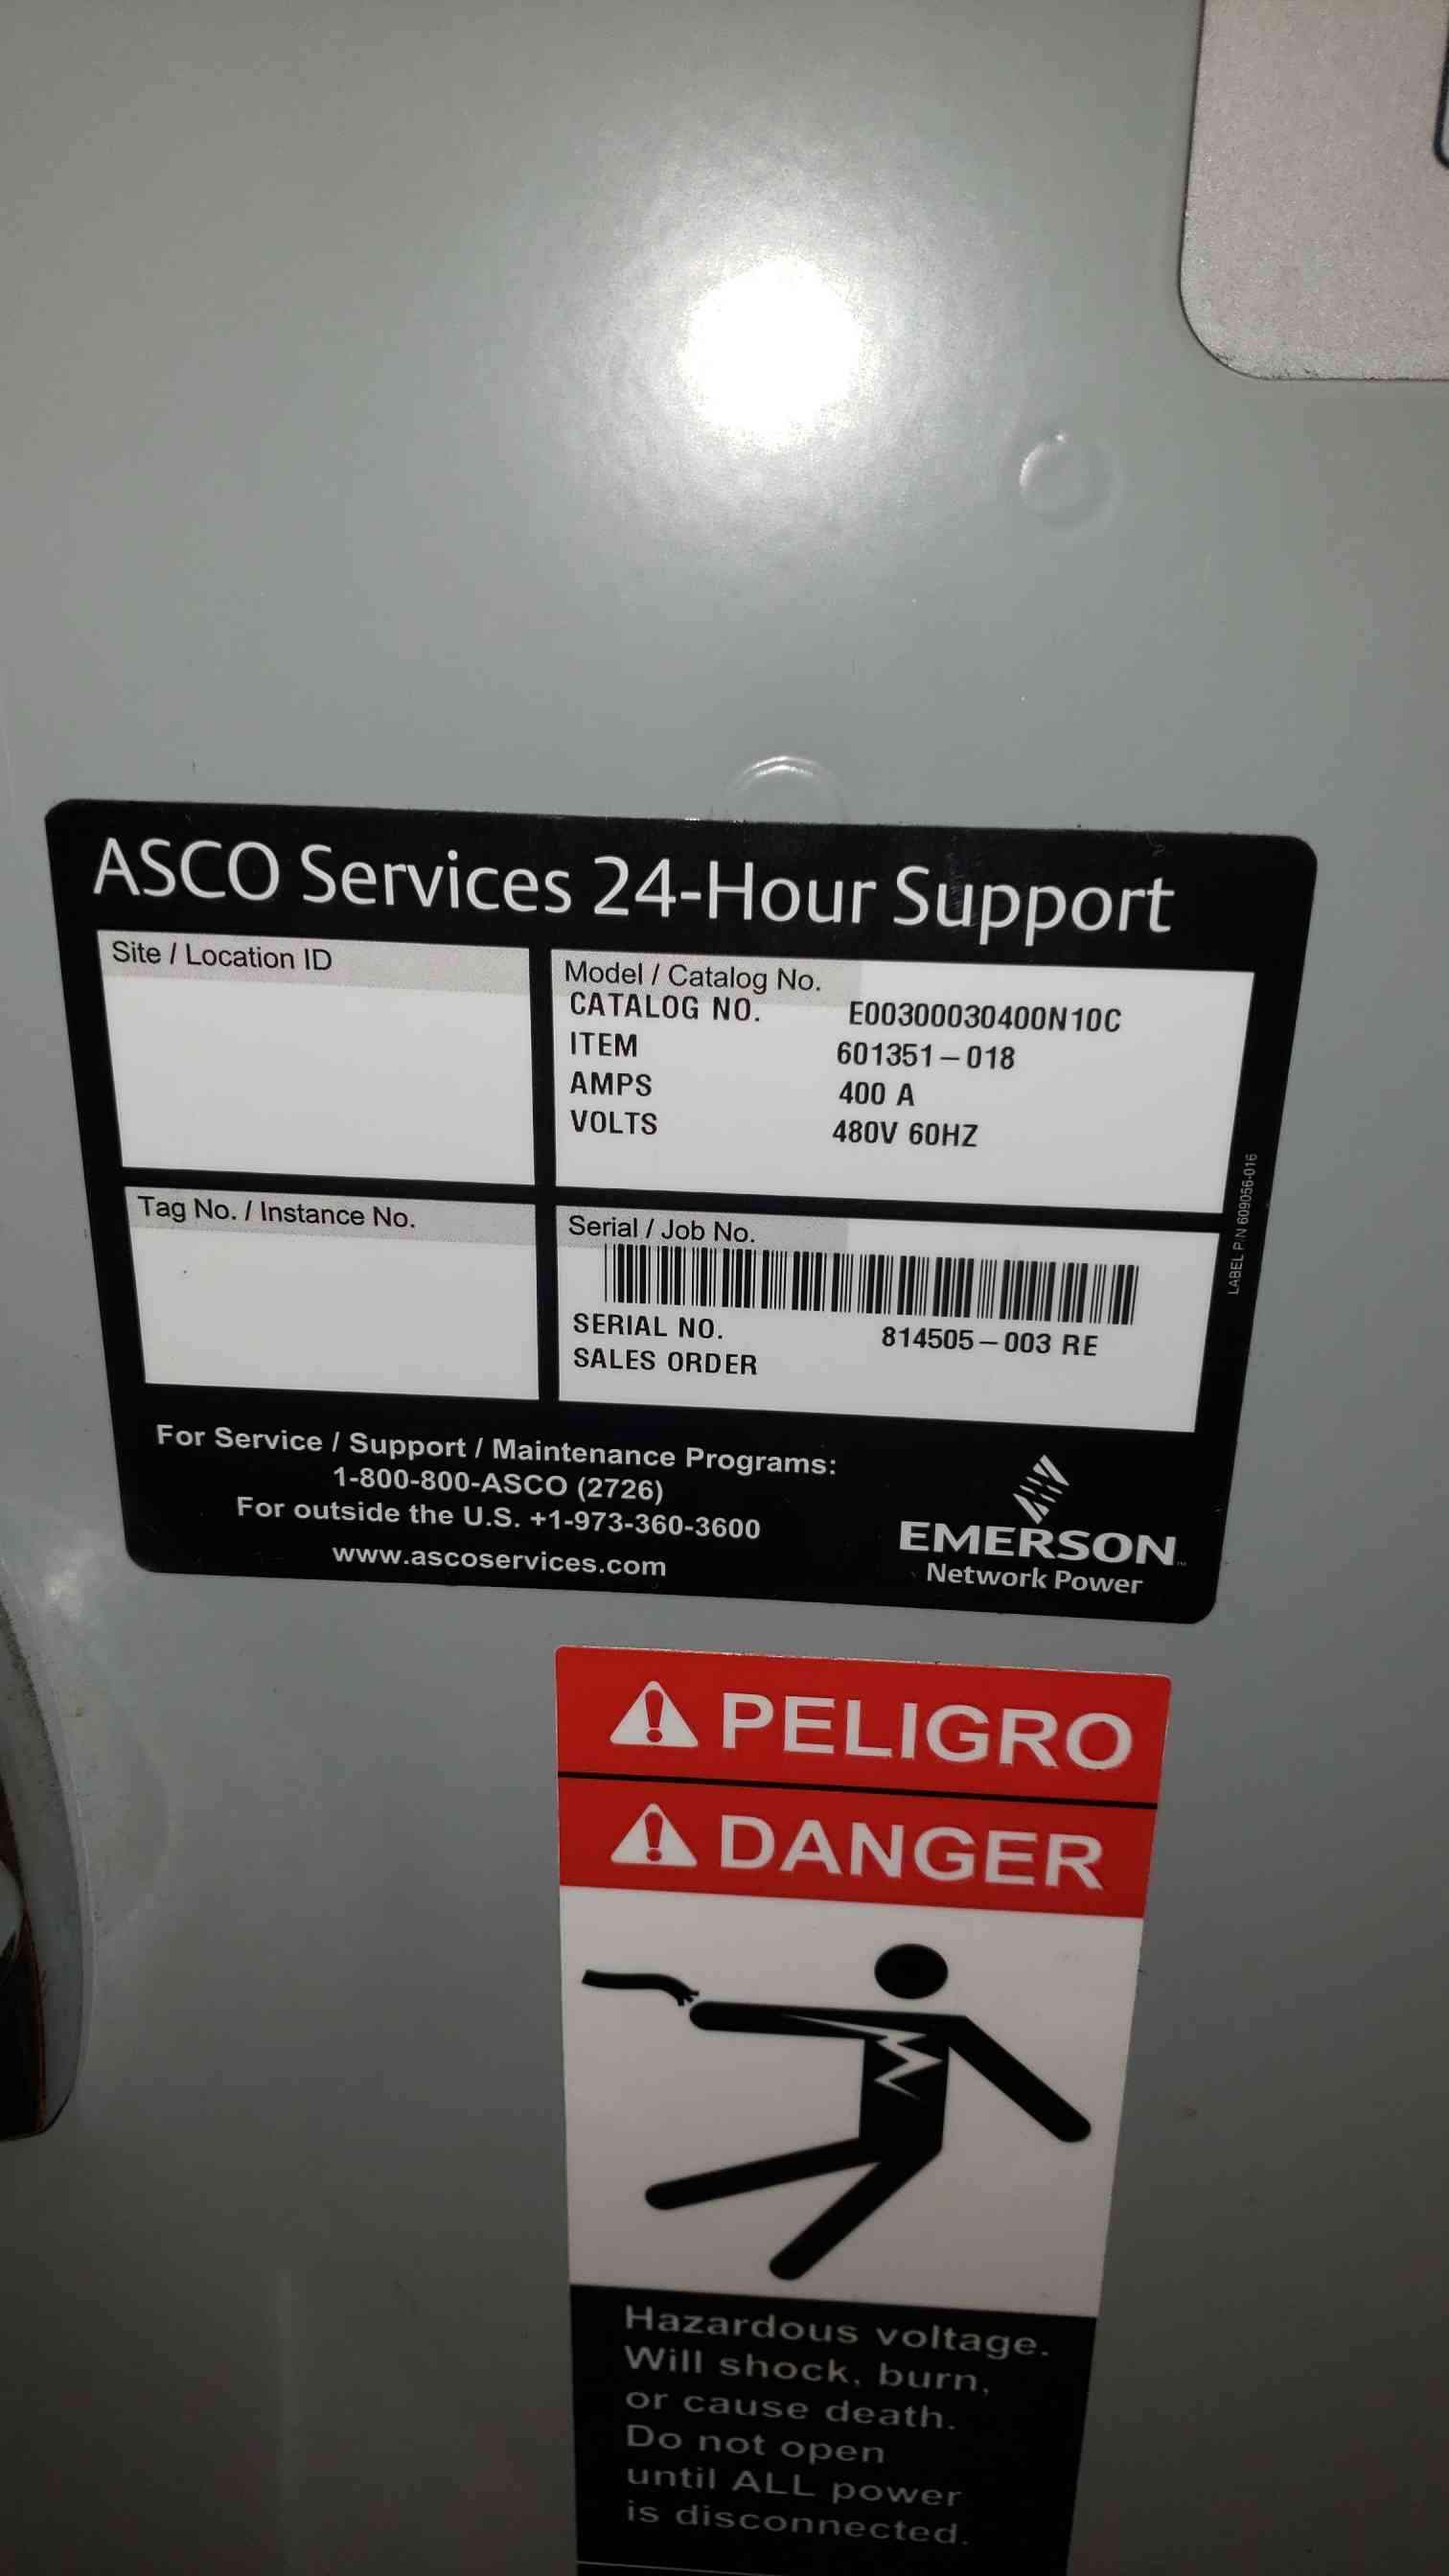 ASCO Services 24-Hour Support
Site / Location ID
Model / Catalog No.
CATALOG NO. E00300030400N10C
ITEM 601351-018
AMPS 400 A
VOLTS 480V 60HZ
Tag No. / Instance No.
Serial / Job No.
SERIAL NO. 814505-003 RE
SALES ORDER
LABEL P/N 609056-016
For Service / Support / Maintenance Programs:
1-800-800-ASCO (2726)
For outside the U.S. +1-973-360-3600
www.ascoservices.com
EMERSON™
Network Power
PELIGRO
DANGER
Hazardous voltage.
Will shock, burn,
or cause death.
Do not open
until ALL power
is disconnected.